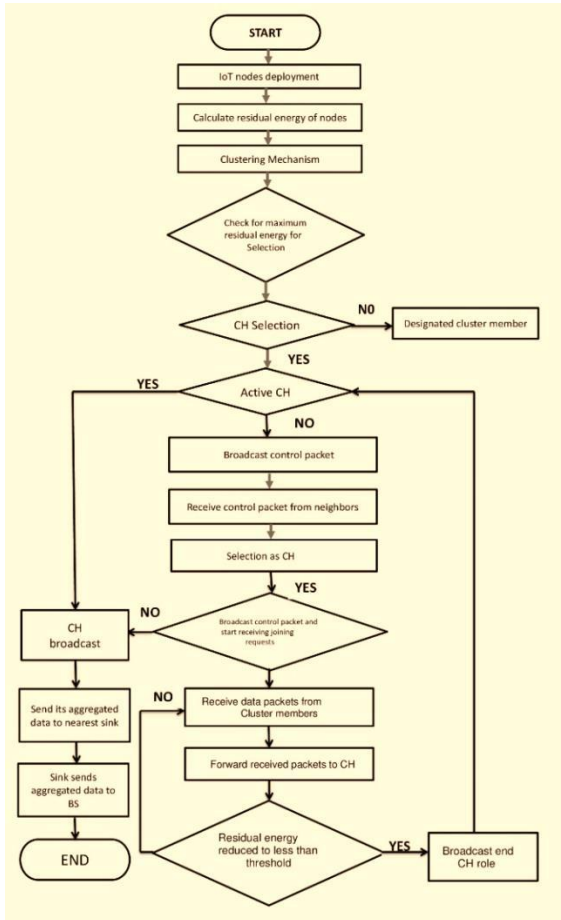 START
IoT nodes deployment
Calculate residual energy of nodes
Clustering Mechanism
Check for maximum
residual energy for
Selection
CH Selection
N0
Designated cluster member
YES
YES
Active CH
NO
Broadcast control packet
Receive control packet from neighbors
Selection as CH
YES
Broadcast control packet and
start receiving joining
requests
NO
CH
broadcast
Send its aggregated
data to nearest sink
Sink sends
aggregated data to
BS
END
NO
Receive data packets from
Cluster members
Forward received packets to CH
Residual energy
reduced to less than
threshold
YES
Broadcast end
CH role